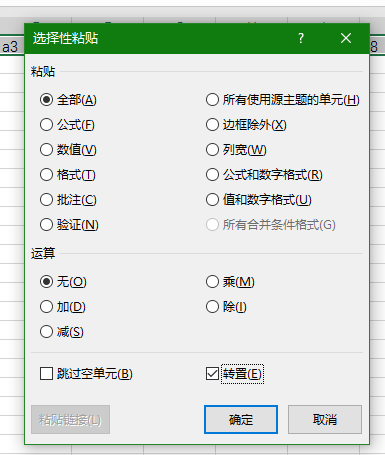 选择性粘贴 ?
a3 8
粘贴
全部(A) 所有使用源主题的单元(H)
公式(F) 边框除外(X)
数值(V) 列宽(W)
格式(T) 公式和数字格式(R)
批注(C) 值和数字格式(U)
验证(N) 所有合并条件格式(G)
运算
无(O) 乘(M)
加(D) 除(I)
减(S)
跳过空单元(B) 转置(E)
粘贴链接(L) 确定 取消